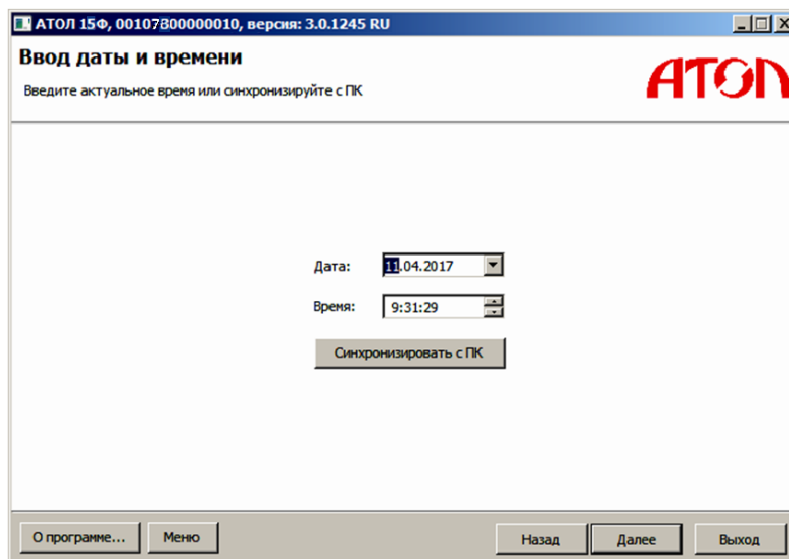 АТОЛ 15Ф, 00107600000010, версия: 3.0.1245 RU
Ввод даты и времени
Введите актуальное время или синхронизируйте с ПК
АТОЛ
Дата: 11.04.2017
Время: 9:31:29
Синхронизировать с ПК
О программе... Меню Назад Далее Выход